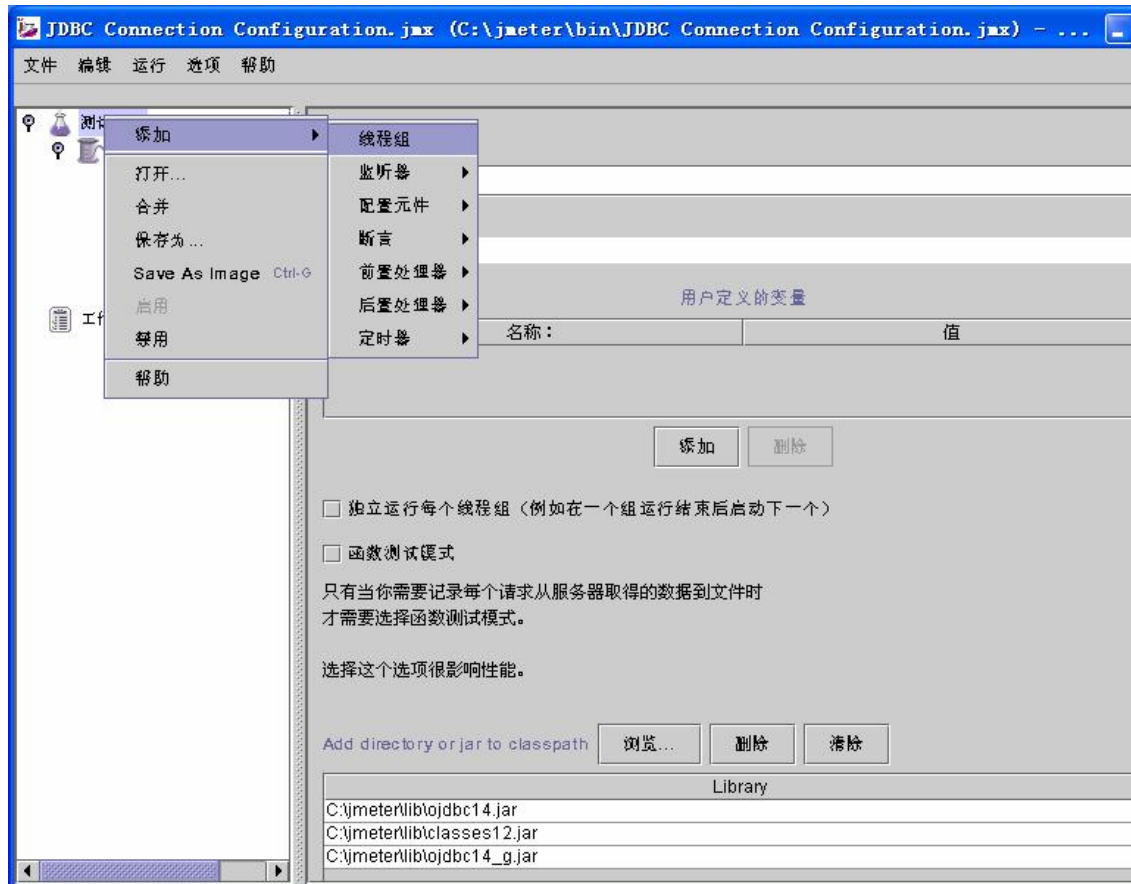 JDBC Connection Configuration.jmx (C:\jmeter\bin\JDBC Connection Configuration.jmx) - ...
文件 编辑 运行 选项 帮助
添加
打开...
合并
保存为...
Save As Image Ctrl-G
启用
禁用
帮助
线程组
监听器
配置元件
断言
前置处理器
后置处理器
定时器
用户定义的变量
名称： 值
添加 删除
独立运行每个线程组（例如在一个组运行结束后启动下一个）
函数测试模式
只有当你需要记录每个请求从服务器取得的数据到文件时
才需要选择函数测试模式。
选择这个选项很影响性能。
Add directory or jar to classpath 浏览... 删除 清除
Library
C:\jmeter\lib\ojdbc14.jar
C:\jmeter\lib\classes12.jar
C:\jmeter\lib\ojdbc14_g.jar